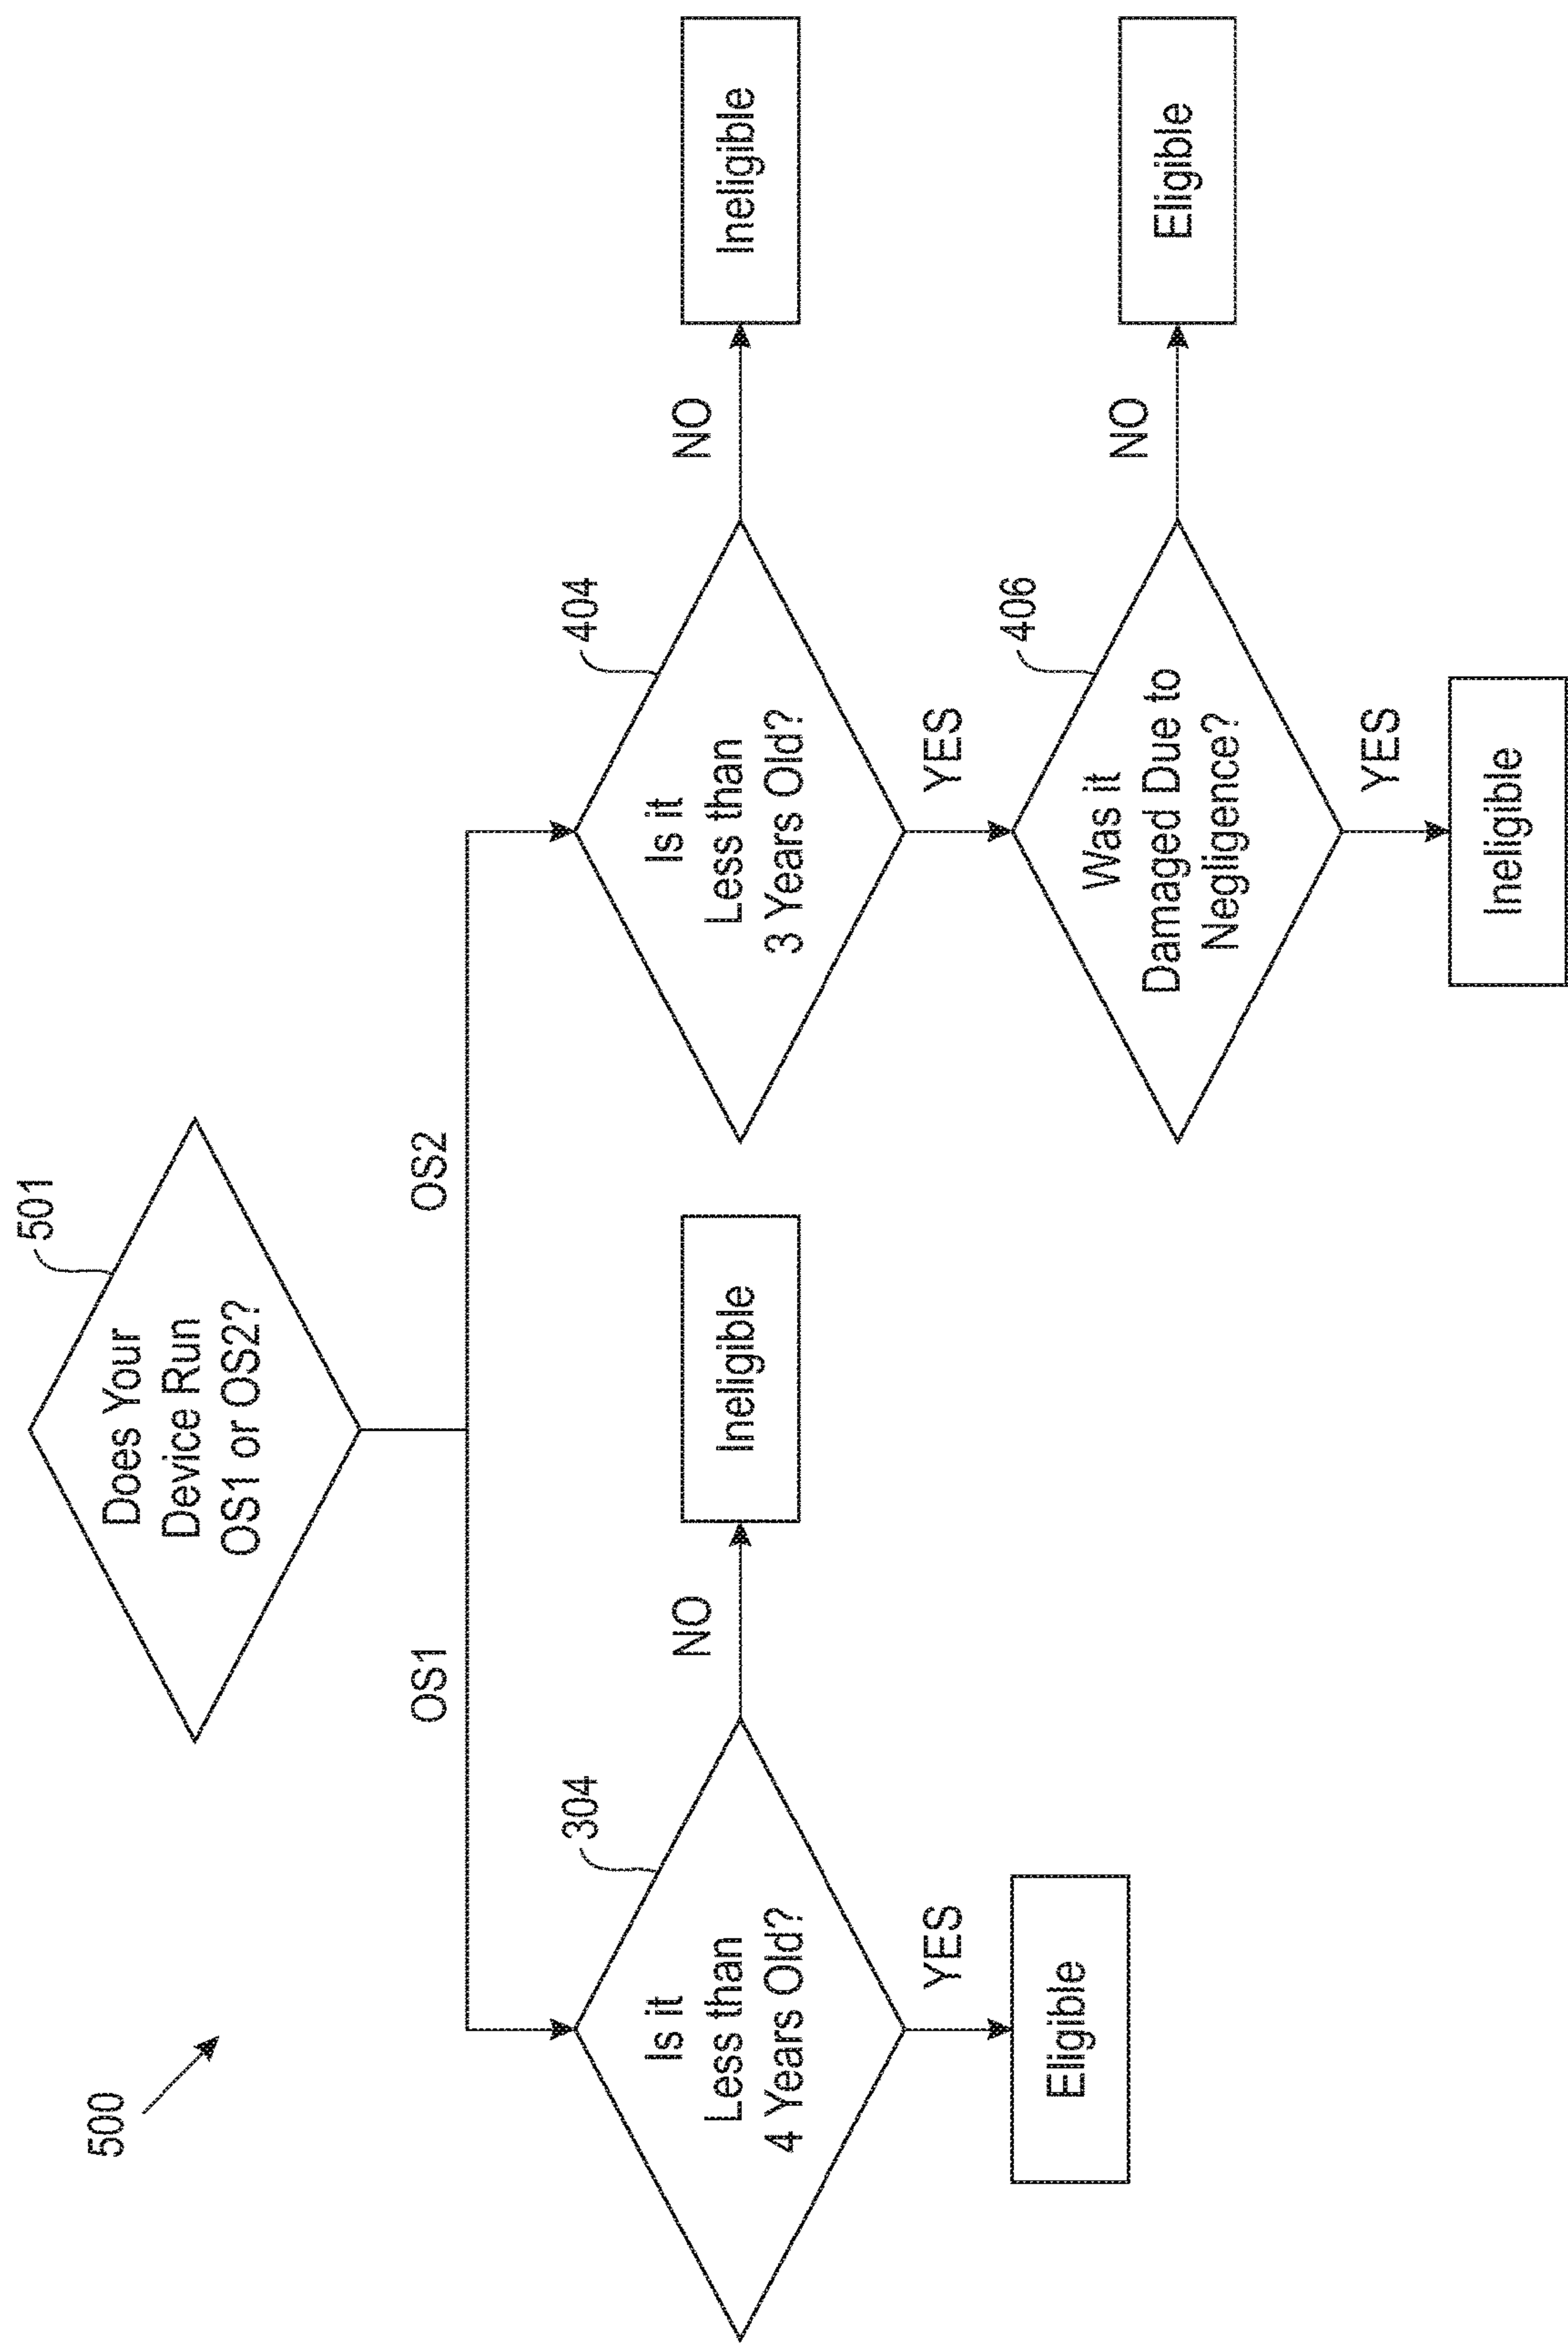 500
501
Does Your
Device Run
OS1 or OS2?
OS1
OS2
304
Is it
Less than
4 Years Old?
NO
Ineligible
YES
Eligible
404
Is it
Less than
3 Years Old?
NO
Ineligible
YES
406
Was it
Damaged Due to
Negligence?
NO
Eligible
YES
Ineligible